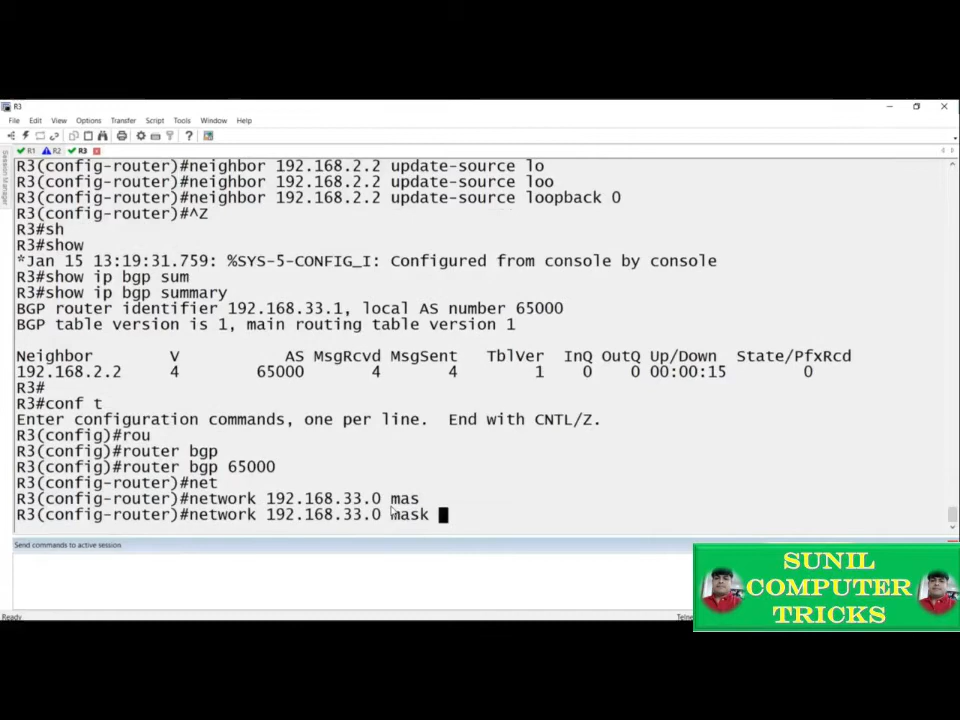 R3
File Edit View Options Transfer Script Tools Window Help
R1 R2 R3
Session Manager
R3(config-router)#neighbor 192.168.2.2 update-source lo
R3(config-router)#neighbor 192.168.2.2 update-source loo
R3(config-router)#neighbor 192.168.2.2 update-source loopback 0
R3(config-router)#^Z
R3#sh
R3#show
*Jan 15 13:19:31.759: %SYS-5-CONFIG_I: Configured from console by console
R3#show ip bgp sum
R3#show ip bgp summary
BGP router identifier 192.168.33.1, local AS number 65000
BGP table version is 1, main routing table version 1
Neighbor V AS MsgRcvd MsgSent TblVer InQ OutQ Up/Down State/PfxRcd
192.168.2.2 4 65000 4 4 1 0 0 00:00:15 0
R3#
R3#conf t
Enter configuration commands, one per line. End with CNTL/Z.
R3(config)#rou
R3(config)#router bgp
R3(config)#router bgp 65000
R3(config-router)#net
R3(config-router)#network 192.168.33.0 mas
R3(config-router)#network 192.168.33.0 mask
Send commands to active session
Ready
SUNIL
COMPUTER
TRICKS